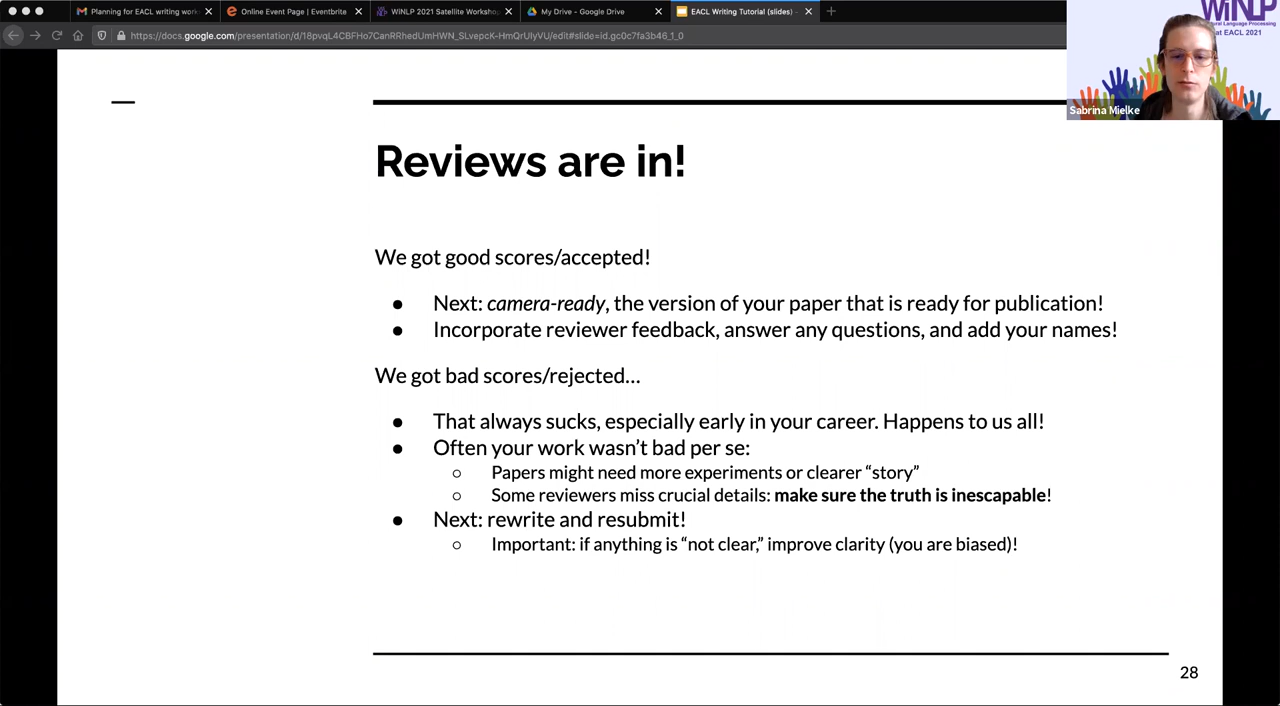 Planning for EACL writing work
Online Event Page | Eventbrite
WiNLP 2021 Satellite Workshop
My Drive - Google Drive
EACL Writing Tutorial (slides) -
https://docs.google.com/presentation/d/18pvqL4CBFHo7CanRRhedUmHWN_SLvepcK-HmQrUIyVU/edit#slide=id.gc0c7fa3b46_1_0
WiNLP
ural Language Processing
at EACL 2021
Sabrina Mielke
Reviews are in!
We got good scores/accepted!
● Next: camera-ready, the version of your paper that is ready for publication!
● Incorporate reviewer feedback, answer any questions, and add your names!
We got bad scores/rejected...
● That always sucks, especially early in your career. Happens to us all!
● Often your work wasn't bad per se:
○ Papers might need more experiments or clearer “story”
○ Some reviewers miss crucial details: make sure the truth is inescapable!
● Next: rewrite and resubmit!
○ Important: if anything is “not clear,” improve clarity (you are biased)!
28